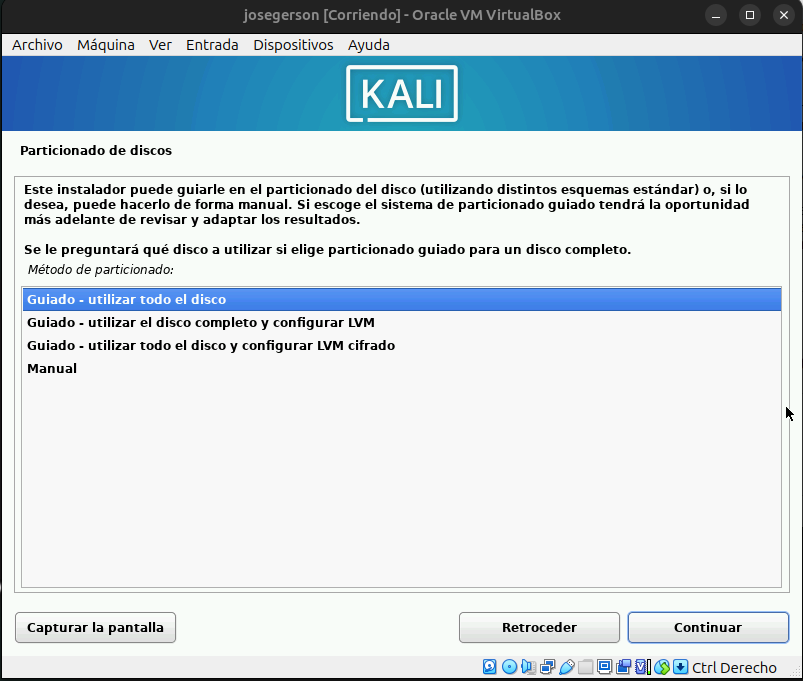 josegerson [Corriendo] - Oracle VM VirtualBox
Archivo Máquina Ver Entrada Dispositivos Ayuda
KALI
Particionado de discos
Este instalador puede guiarle en el particionado del disco (utilizando distintos esquemas estándar) o, si lo
desea, puede hacerlo de forma manual. Si escoge el sistema de particionado guiado tendrá la oportunidad
más adelante de revisar y adaptar los resultados.
Se le preguntará qué disco a utilizar si elige particionado guiado para un disco completo.
Método de particionado:
Guiado - utilizar todo el disco
Guiado - utilizar el disco completo y configurar LVM
Guiado - utilizar todo el disco y configurar LVM cifrado
Manual
Capturar la pantalla Retroceder Continuar
Ctrl Derecho